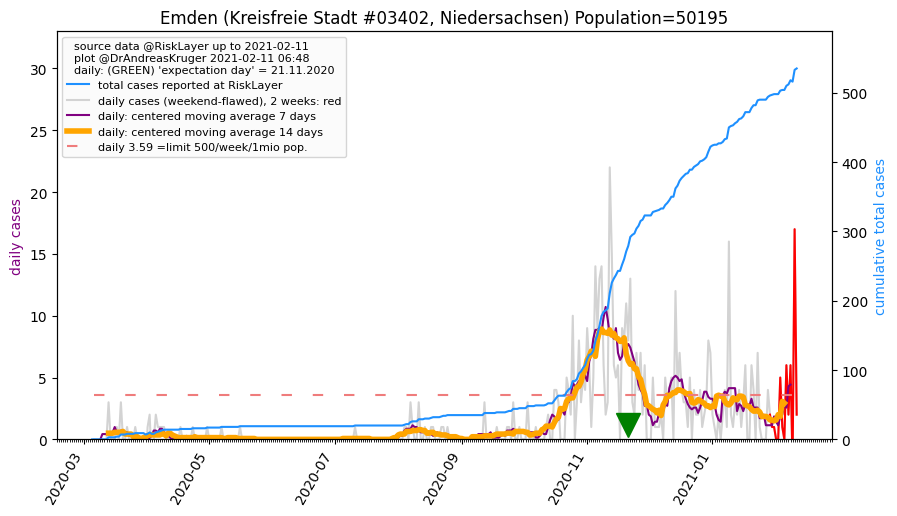 Emden (Kreisfreie Stadt #03402, Niedersachsen) Population=50195
source data @RiskLayer up to 2021-02-11
plot @DrAndreasKruger 2021-02-11 06:48
daily: (GREEN) 'expectation day' = 21.11.2020
total cases reported at RiskLayer
daily cases (weekend-flawed), 2 weeks: red
daily: centered moving average 7 days
daily: centered moving average 14 days
daily 3.59 =limit 500/week/1mio pop.
daily cases
30
25
20
15
10
5
0
cumulative total cases
500
400
300
200
100
0
2020-03
2020-05
2020-07
2020-09
2020-11
2021-01